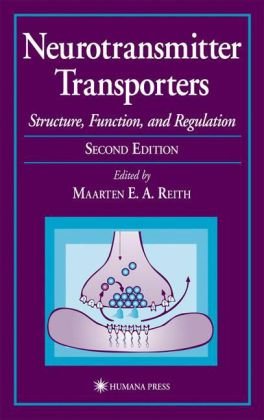 Neurotransmitter
Transporters
Structure, Function, and Regulation
SECOND EDITION
Edited by
MAARTEN E. A. REITH
HUMANA PRESS